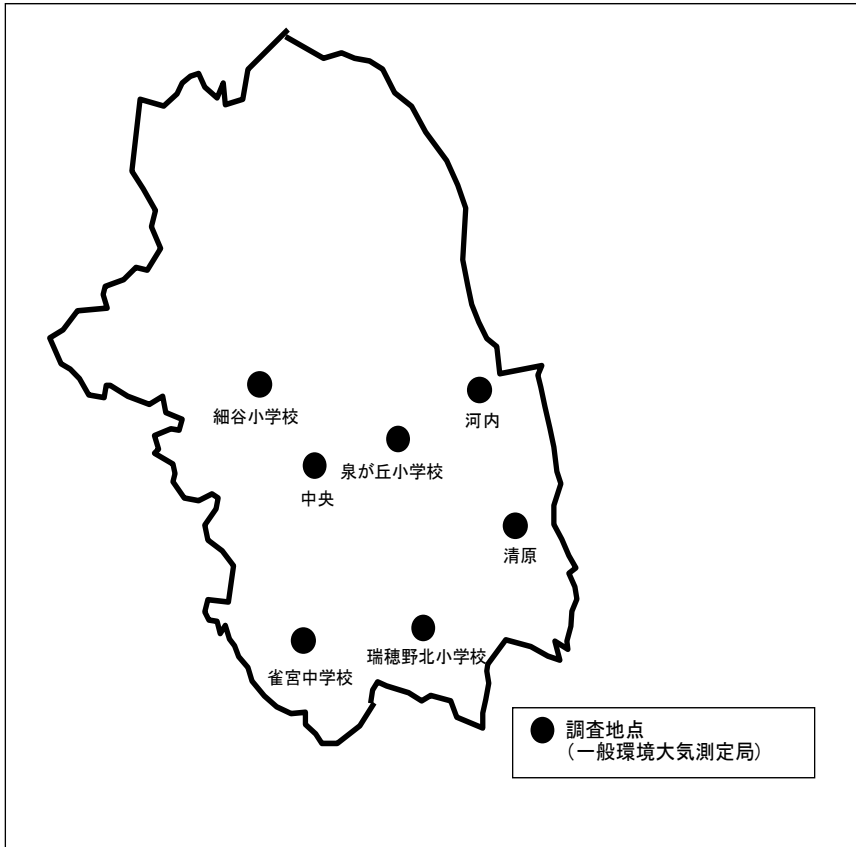 細谷小学校
河内
泉が丘小学校
中央
清原
瑞穂野北小学校
雀宮中学校
調査地点
(一般環境大気測定局)